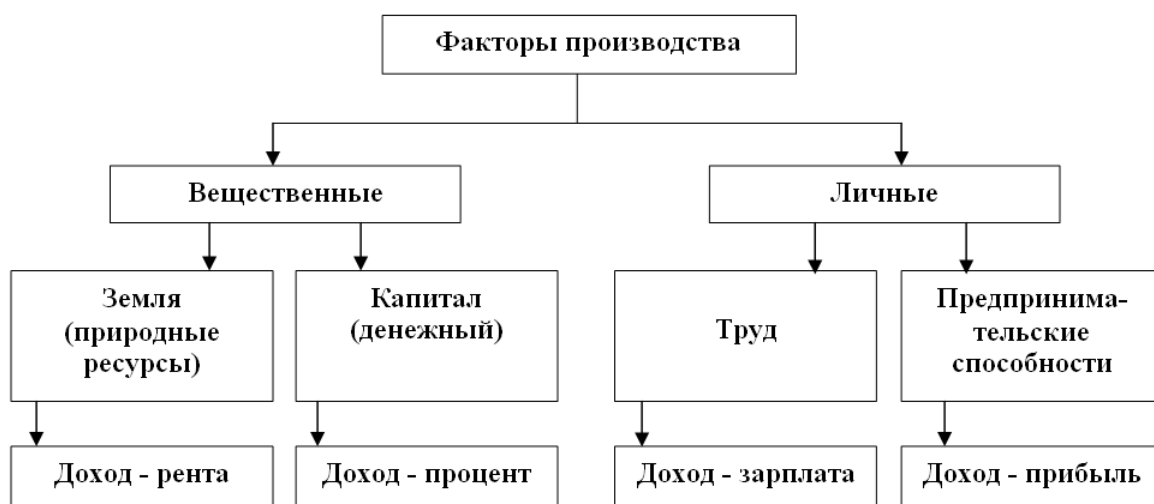 Факторы производства
Вещественные
Личные
Земля
(природные
ресурсы)
Капитал
(денежный)
Труд
Предпринима-
тельские
способности
Доход - рента
Доход - процент
Доход - зарплата
Доход - прибыль